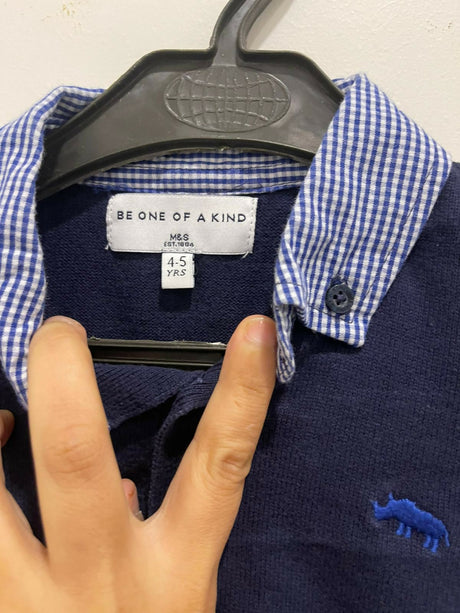 BE ONE OF A KIND
M&S
EST.1884
4-5
YRS